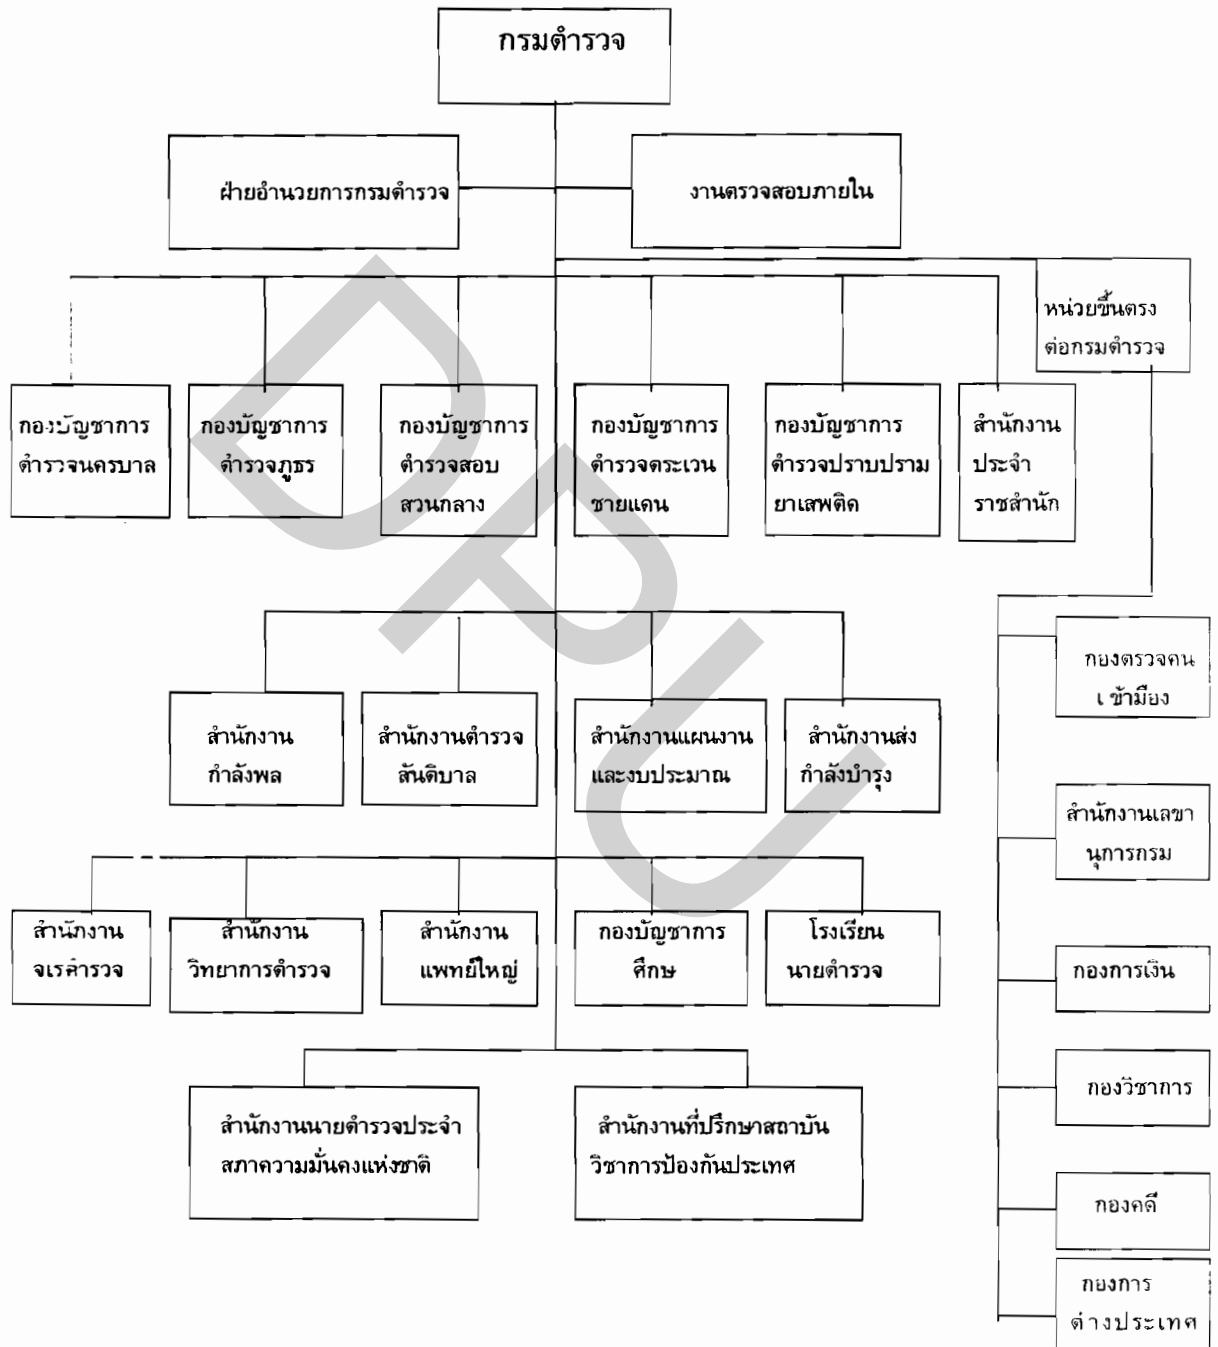 กรมตำรวจ
ฝ่ายอำนวยการกรมตำรวจ
งานตรวจสอบภายใน
หน่วยขึ้นตรง
ต่อกรมตำรวจ
กองบัญชาการ
ตำรวจนครบาล
กองบัญชาการ
ตำรวจภูธร
กองบัญชาการ
ตำรวจสอบ
สวนกลาง
กองบัญชาการ
ตำรวจตระเวน
ชายแดน
กองบัญชาการ
ตำรวจปราบปราม
ยาเสพติด
สำนักงาน
ประจำ
ราชสำนัก
สำนักงาน
กำลังพล
สำนักงานตำรวจ
สันติบาล
สำนักงานแผนงาน
และงบประมาณ
สำนักงานส่ง
กำลังบำรุง
สำนักงาน
จเรตำรวจ
สำนักงาน
วิทยาการตำรวจ
สำนักงาน
แพทย์ใหญ่
กองบัญชาการ
ศึกษ
โรงเรียน
นายตำรวจ
สำนักงานนายตำรวจประจำ
สภาความมั่นคงแห่งชาติ
สำนักงานที่ปรึกษาสถาบัน
วิชาการป้องกันประเทศ
กองตรวจคน
เข้ามือง
สำนักงานเลขา
นุการกรม
กองการเงิน
กองวิชาการ
กองคดี
กองการ
ต่างประเทศ
DPU